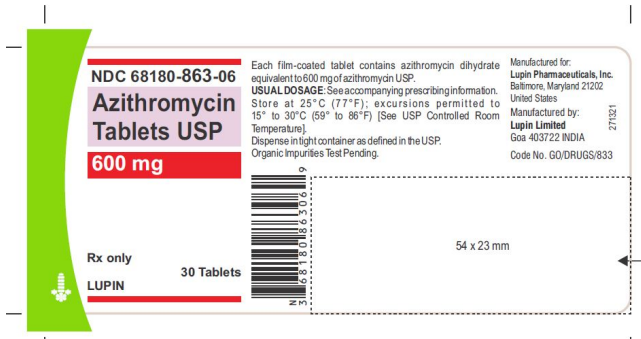 NDC 68180-863-06
Azithromycin
Tablets USP
600 mg
Rx only
30 Tablets
LUPIN
Each film-coated tablet contains azithromycin dihydrate
equivalent to 600 mg of azithromycin USP.
USUAL DOSAGE: See accompanying prescribing information.
Store at 25°C (77°F); excursions permitted to
15° to 30°C (59° to 86°F) [See USP Controlled Room
Temperature].
Dispense in tight container as defined in the USP.
Organic Impurities Test Pending.
N
3 68180 86306 9
Manufactured for:
Lupin Pharmaceuticals, Inc.
Baltimore, Maryland 21202
United States
Manufactured by:
Lupin Limited
Goa 403722 INDIA
Code No. GO/DRUGS/833
271321
54 x 23 mm